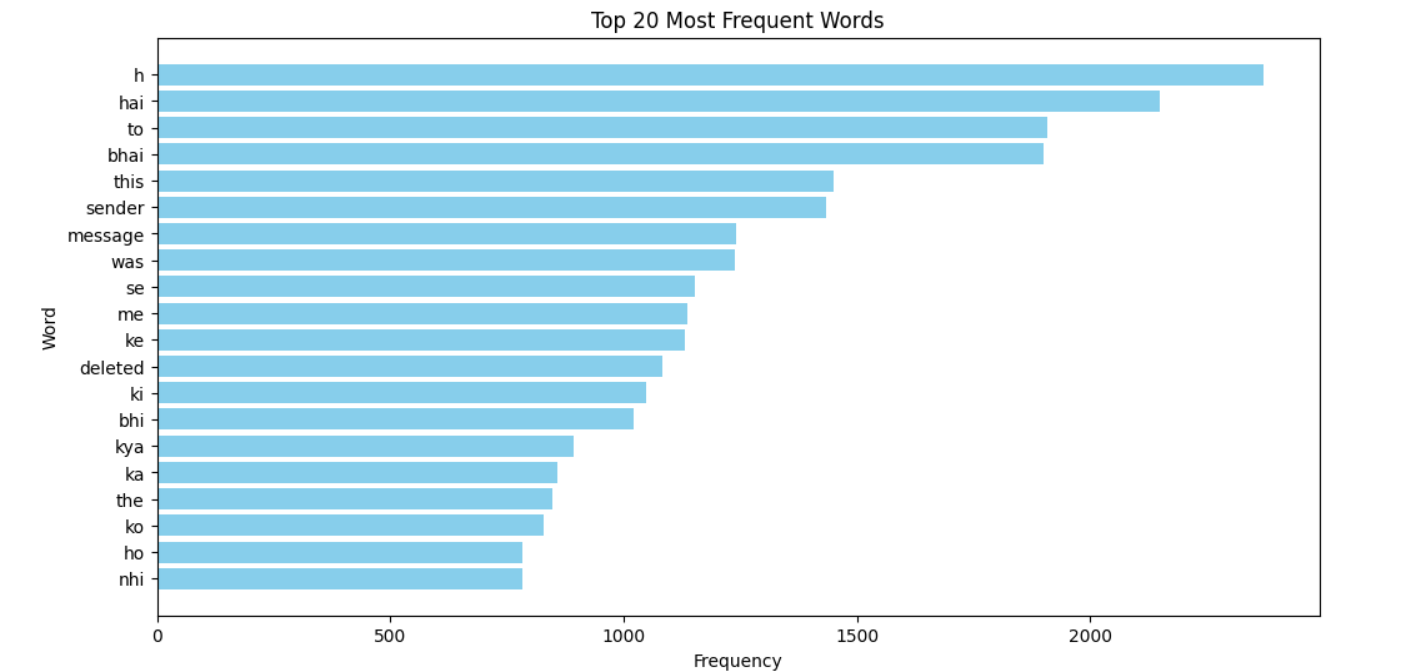 Top 20 Most Frequent Words
h
hai
to
bhai
this
sender
message
was
se
me
ke
deleted
ki
bhi
kya
ka
the
ko
ho
nhi
Word
0 500 1000 1500 2000
Frequency